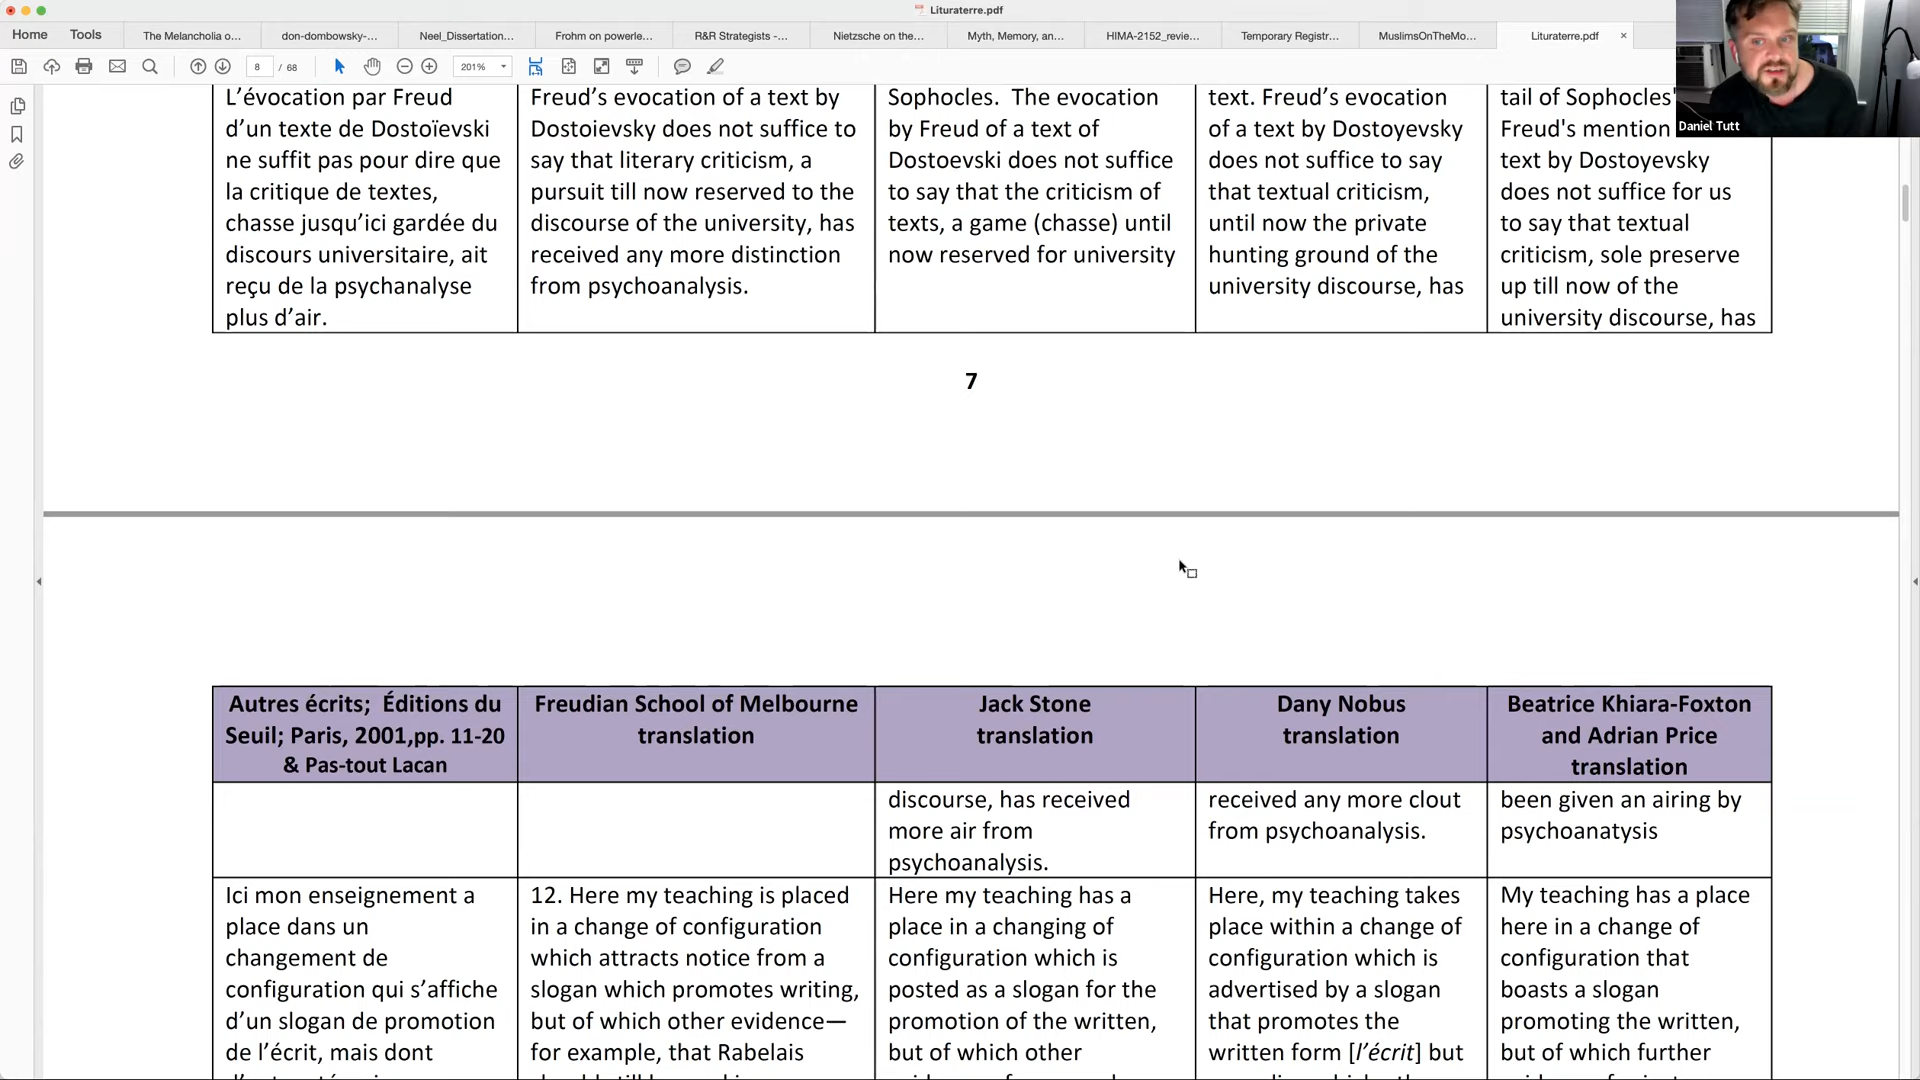 Lituraterre.pdf
Home Tools The Melancholia o... don-dombowsky-... Neel_Dissertation... Frohm on powerle... R&R Strategists -... Nietzsche on the... Myth, Memory, an... HIMA-2152_revie... Temporary Registr... MuslimsOnTheMo... Lituraterre.pdf
8 / 68 201%
Daniel Tutt
L’évocation par Freud
d’un texte de Dostoïevski
ne suffit pas pour dire que
la critique de textes,
chasse jusqu’ici gardée du
discours universitaire, ait
reçu de la psychanalyse
plus d’air.
Freud’s evocation of a text by
Dostoievsky does not suffice to
say that literary criticism, a
pursuit till now reserved to the
discourse of the university, has
received any more distinction
from psychoanalysis.
Sophocles. The evocation
by Freud of a text of
Dostoevski does not suffice
to say that the criticism of
texts, a game (chasse) until
now reserved for university
text. Freud’s evocation
of a text by Dostoyevsky
does not suffice to say
that textual criticism,
until now the private
hunting ground of the
university discourse, has
tail of Sophocles'
Freud's mention
text by Dostoyevsky
does not suffice for us
to say that textual
criticism, sole preserve
up till now of the
university discourse, has
7
Autres écrits; Éditions du
Seuil; Paris, 2001,pp. 11-20
& Pas-tout Lacan
Freudian School of Melbourne
translation
Jack Stone
translation
Dany Nobus
translation
Beatrice Khiara-Foxton
and Adrian Price
translation
discourse, has received
more air from
psychoanalysis.
received any more clout
from psychoanalysis.
been given an airing by
psychoanatysis
Ici mon enseignement a
place dans un
changement de
configuration qui s’affiche
d’un slogan de promotion
de l’écrit, mais dont
12. Here my teaching is placed
in a change of configuration
which attracts notice from a
slogan which promotes writing,
but of which other evidence—
for example, that Rabelais
Here my teaching has a
place in a changing of
configuration which is
posted as a slogan for the
promotion of the written,
but of which other
Here, my teaching takes
place within a change of
configuration which is
advertised by a slogan
that promotes the
written form [l’écrit] but
My teaching has a place
here in a change of
configuration that
boasts a slogan
promoting the written,
but of which further